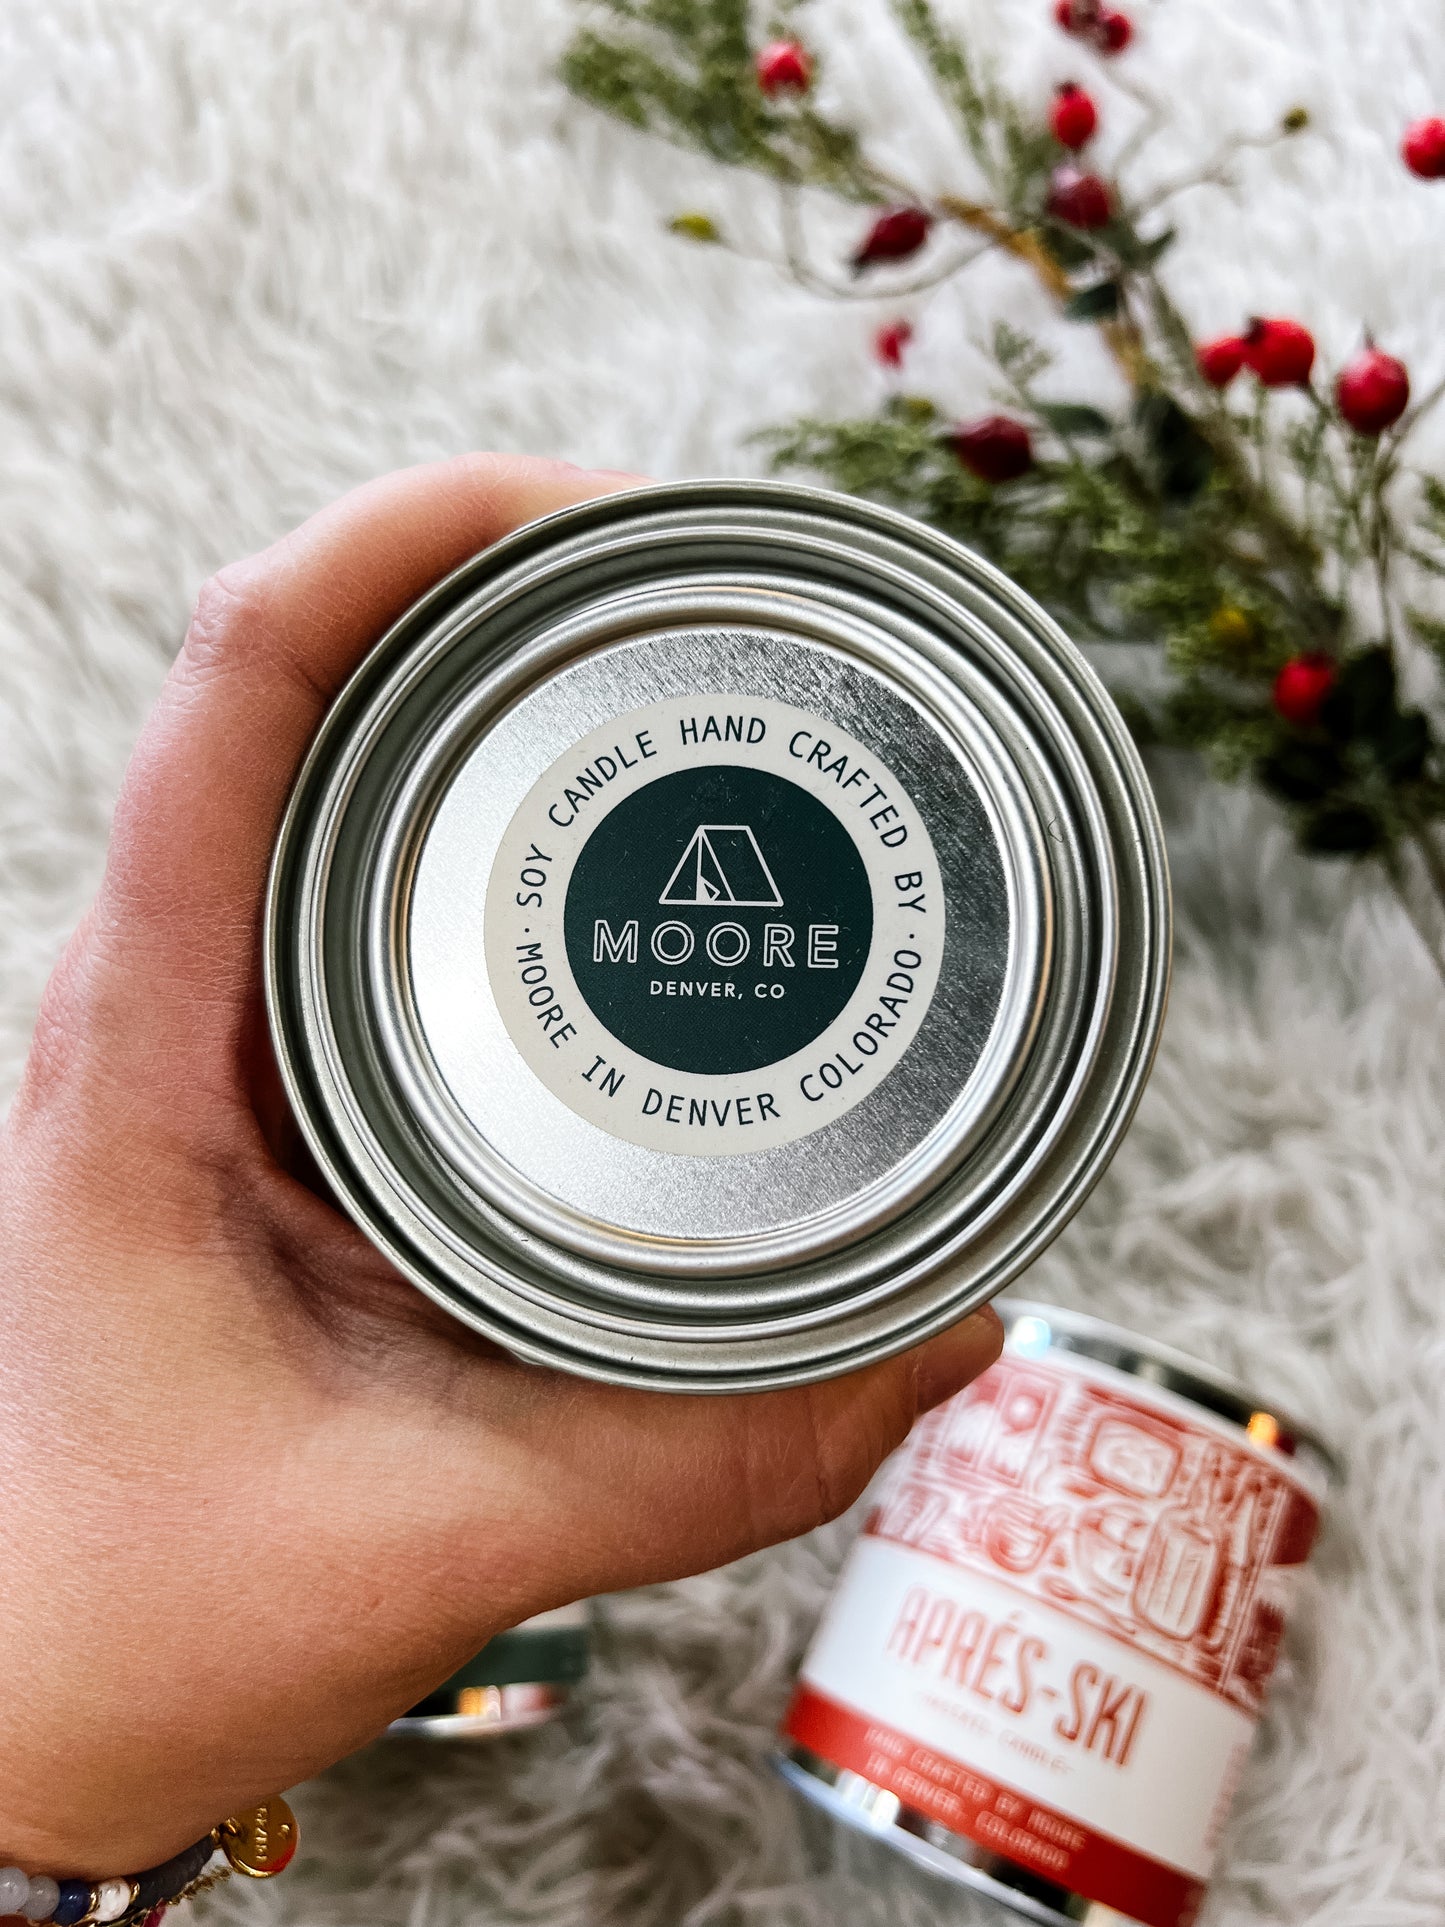 · SOY CANDLE HAND CRAFTED BY ·
MOORE IN DENVER COLORADO
MOORE
DENVER, CO
APRÉS-SKI
HAND CRAFTED BY MOORE
IN DENVER, COLORADO